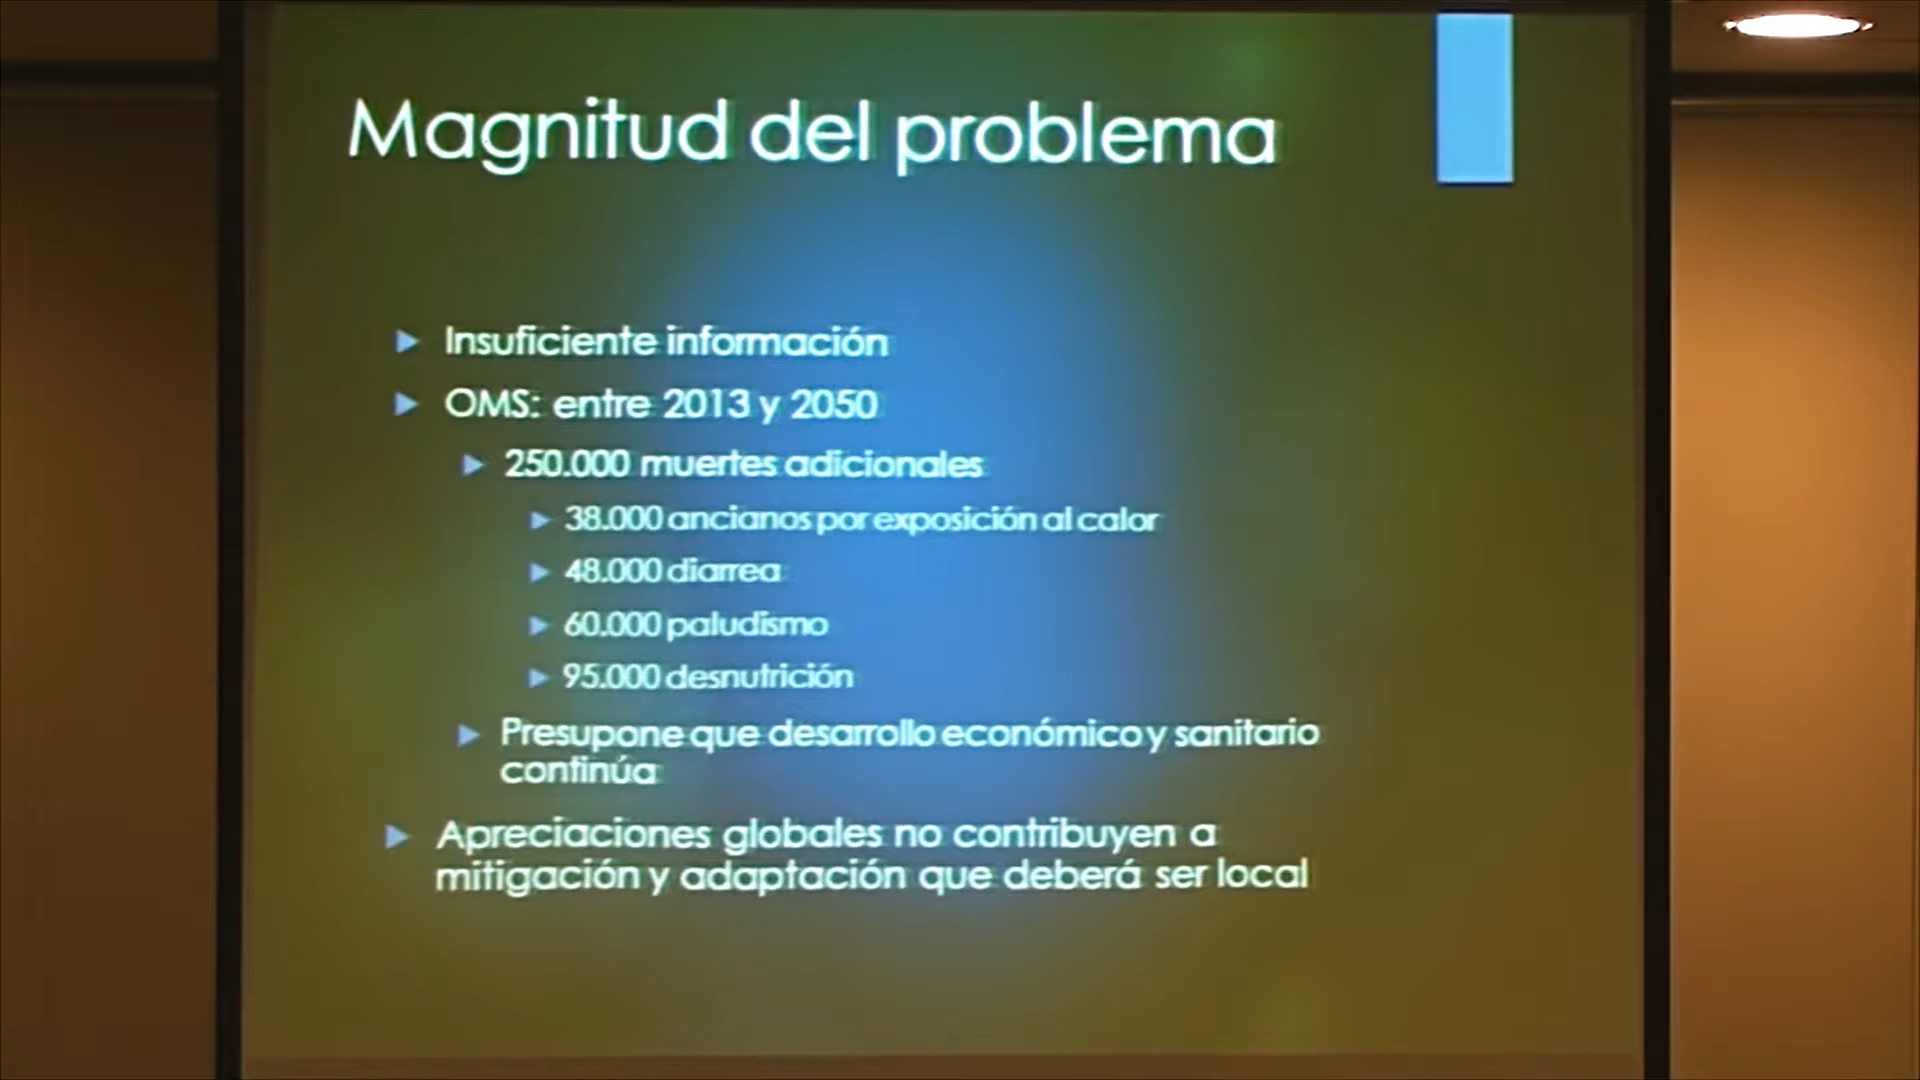 Magnitud del problema
Insuficiente información
OMS: entre 2013 y 2050
250.000 muertes adicionales
38.000 ancianos por exposición al calor
48.000 diarrea
60.000 paludismo
95.000 desnutrición
Presupone que desarrollo económico y sanitario
continúa
Apreciaciones globales no contribuyen a
mitigación y adaptación que deberá ser local